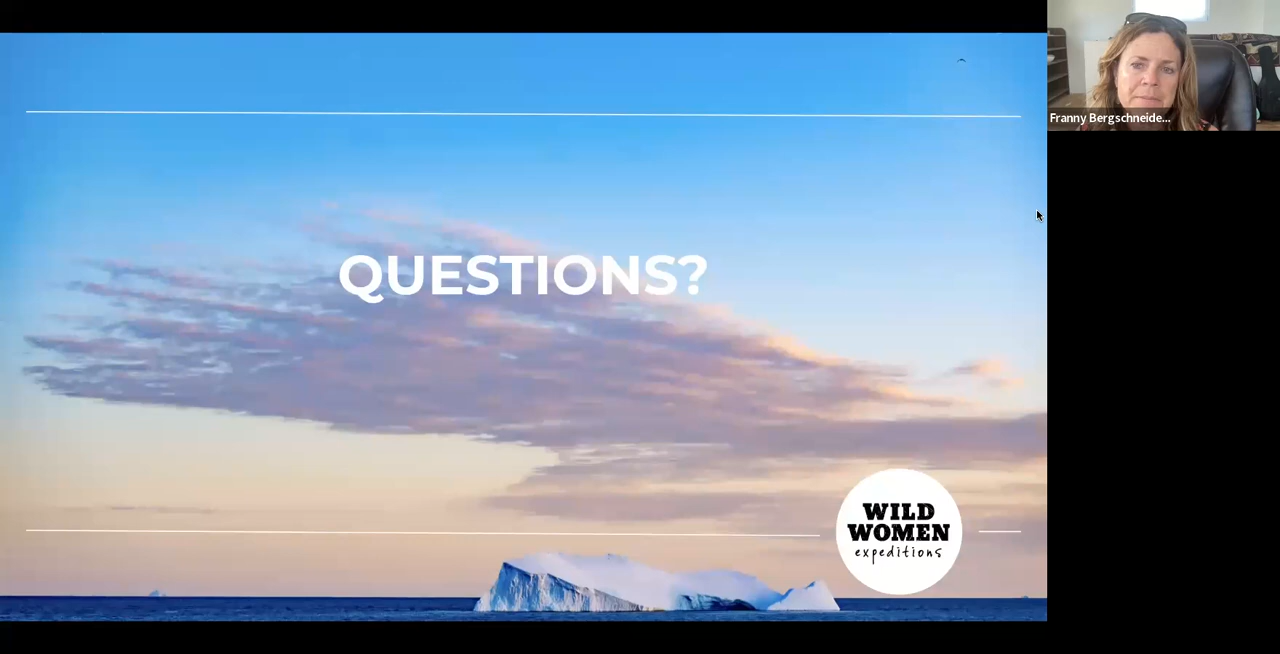 QUESTIONS?
WILD
WOMEN
expeditions
Franny Bergschneide...